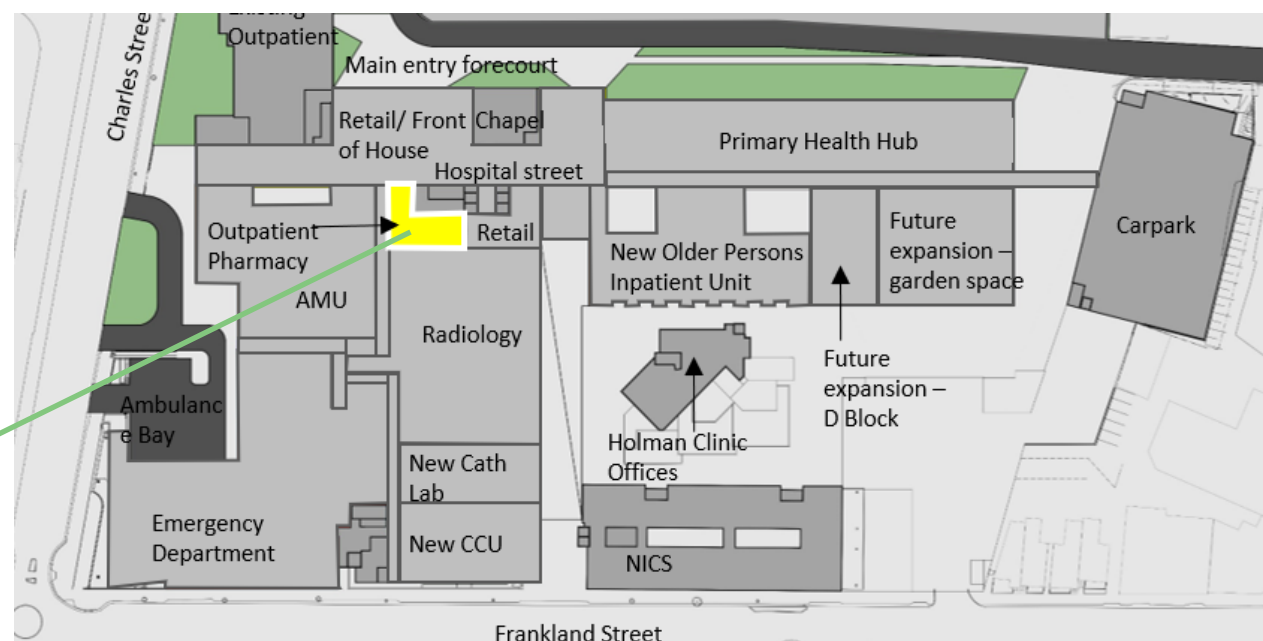 Existing
Outpatient
Charles Stree
Main entry forecourt
Retail/ Front
of House
Chapel
Hospital street
Primary Health Hub
Outpatient
Pharmacy
Retail
AMU
Radiology
New Older Persons
Inpatient Unit
Future
expansion –
garden space
Carpark
Future
expansion –
D Block
Ambulanc
e Bay
Holman Clinic
Offices
New Cath
Lab
Emergency
Department
New CCU
NICS
Frankland Street